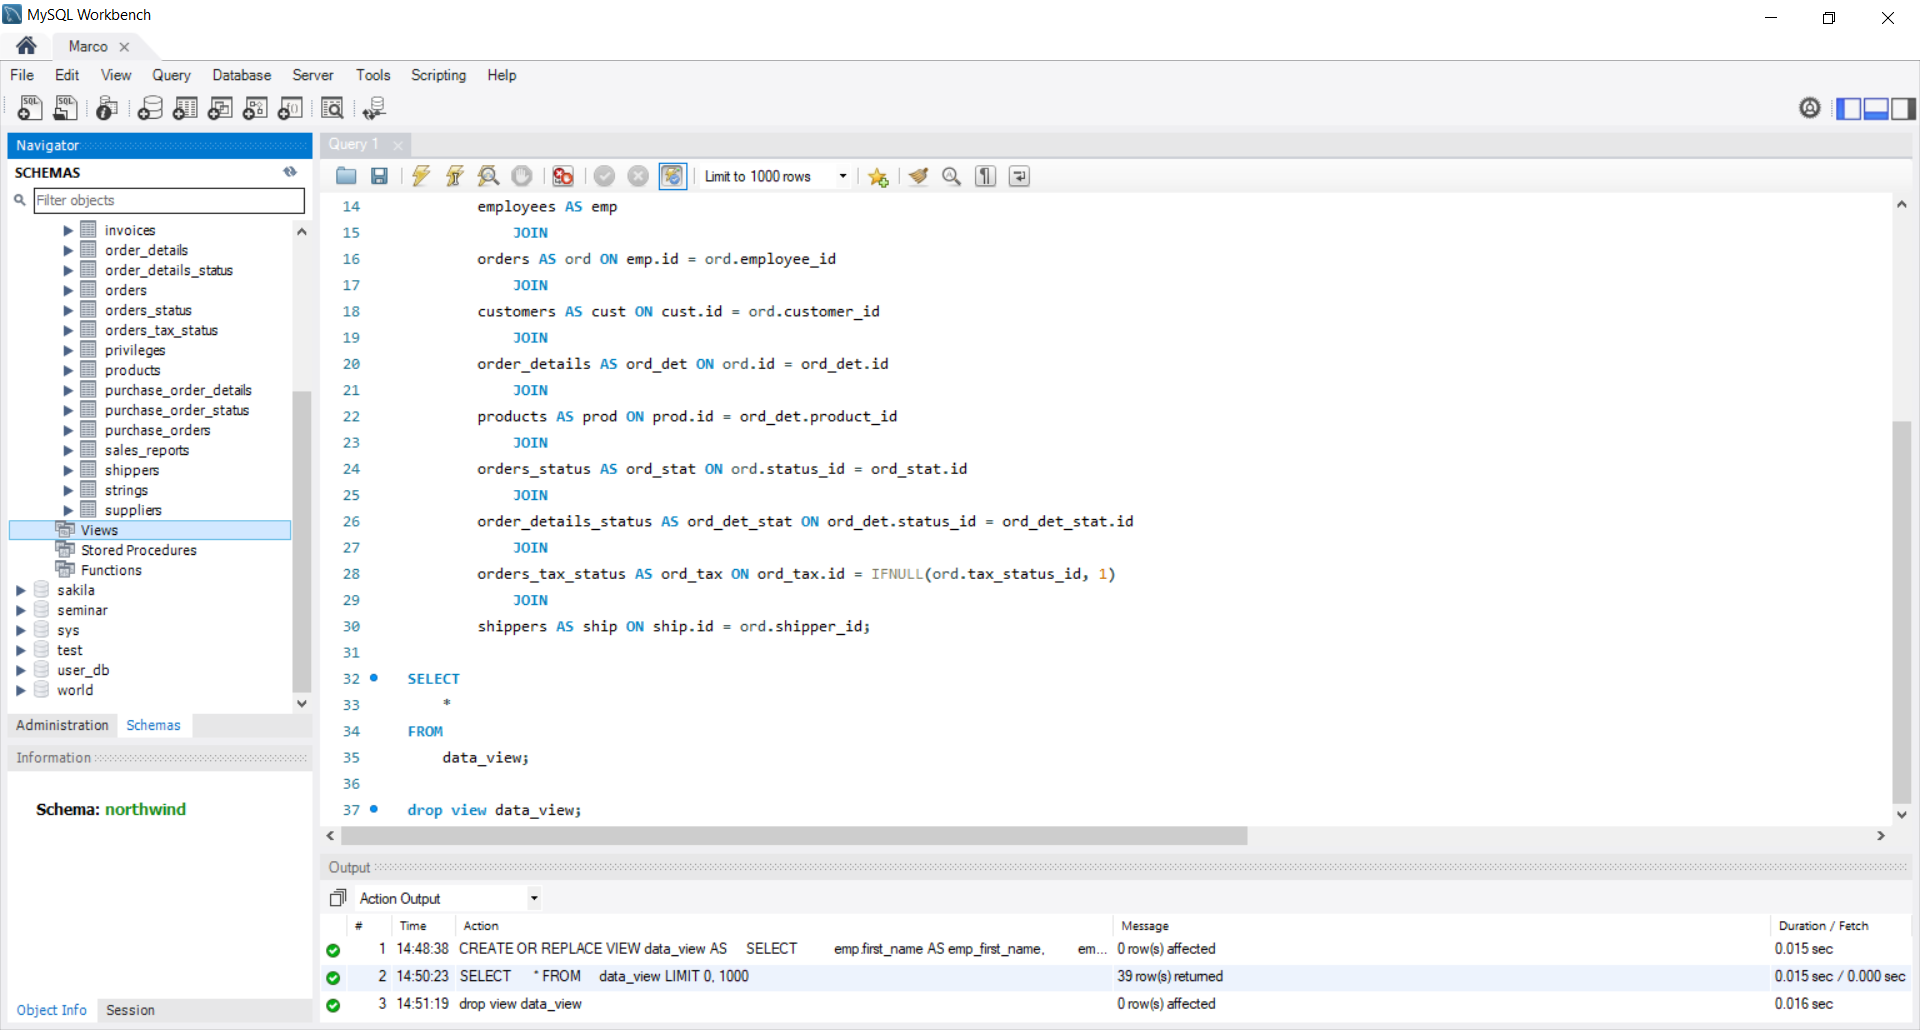 MySQL Workbench
Marco
File Edit View Query Database Server Tools Scripting Help
Navigator
SCHEMAS
Filter objects
invoices
order_details
order_details_status
orders
orders_status
orders_tax_status
privileges
products
purchase_order_details
purchase_order_status
purchase_orders
sales_reports
shippers
strings
suppliers
Views
Stored Procedures
Functions
sakila
seminar
sys
test
user_db
world
Administration Schemas
Information
Schema: northwind
Object Info Session
Query 1
Limit to 1000 rows
14 employees AS emp
15 JOIN
16 orders AS ord ON emp.id = ord.employee_id
17 JOIN
18 customers AS cust ON cust.id = ord.customer_id
19 JOIN
20 order_details AS ord_det ON ord.id = ord_det.id
21 JOIN
22 products AS prod ON prod.id = ord_det.product_id
23 JOIN
24 orders_status AS ord_stat ON ord.status_id = ord_stat.id
25 JOIN
26 order_details_status AS ord_det_stat ON ord_det.status_id = ord_det_stat.id
27 JOIN
28 orders_tax_status AS ord_tax ON ord_tax.id = IFNULL(ord.tax_status_id, 1)
29 JOIN
30 shippers AS ship ON ship.id = ord.shipper_id;
31
32 SELECT
33 *
34 FROM
35 data_view;
36
37 drop view data_view;
Output
Action Output
# Time Action Message Duration / Fetch
1 14:48:38 CREATE OR REPLACE VIEW data_view AS SELECT emp.first_name AS emp_first_name, em... 0 row(s) affected 0.015 sec
2 14:50:23 SELECT * FROM data_view LIMIT 0, 1000 39 row(s) returned 0.015 sec / 0.000 sec
3 14:51:19 drop view data_view 0 row(s) affected 0.016 sec